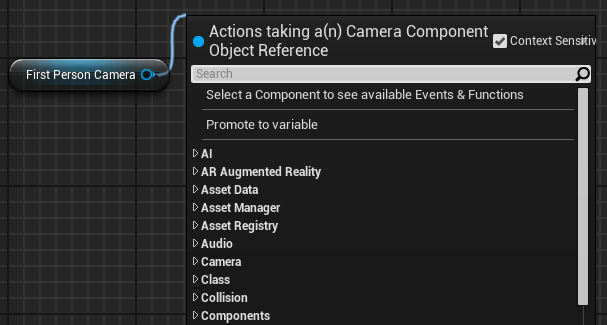 Actions taking a(n) Camera Component
Object Reference
Context Sensitiv
First Person Camera
Search
Select a Component to see available Events & Functions
Promote to variable
AI
AR Augmented Reality
Asset Data
Asset Manager
Asset Registry
Audio
Camera
Class
Collision
Components